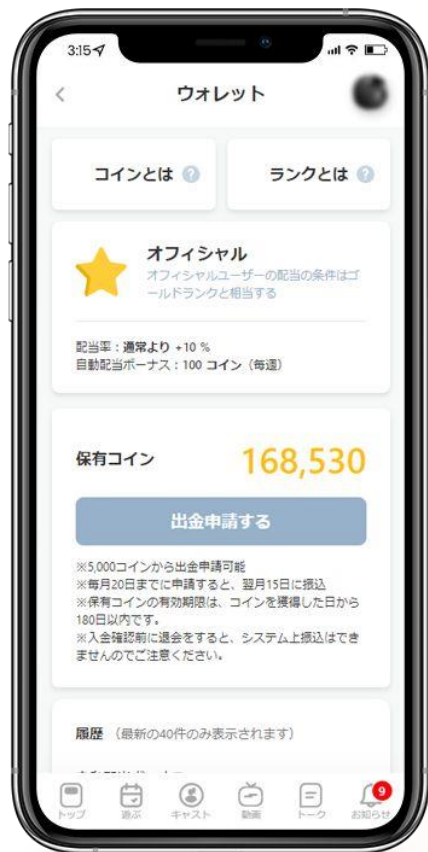 3:15
ウォレット
コインとは ?
ランクとは ?
オフィシャル
オフィシャルユーザーの配当の条件はゴ
ールドランクと相当する
配当率：通常より +10 %
自動配当ボーナス：100 コイン（毎週）
保有コイン
168,530
出金申請する
※5,000コインから出金申請可能
※毎月20日までに申請すると、翌月15日に振込
※保有コインの有効期限は、コインを獲得した日から
180日以内です。
※入金確認前に退会をすると、システム上振込はでき
ませんのでご注意ください。
履歴 （最新の40件のみ表示されます）
9
トップ
遊ぶ
キャスト
動画
トーク
お知らせ